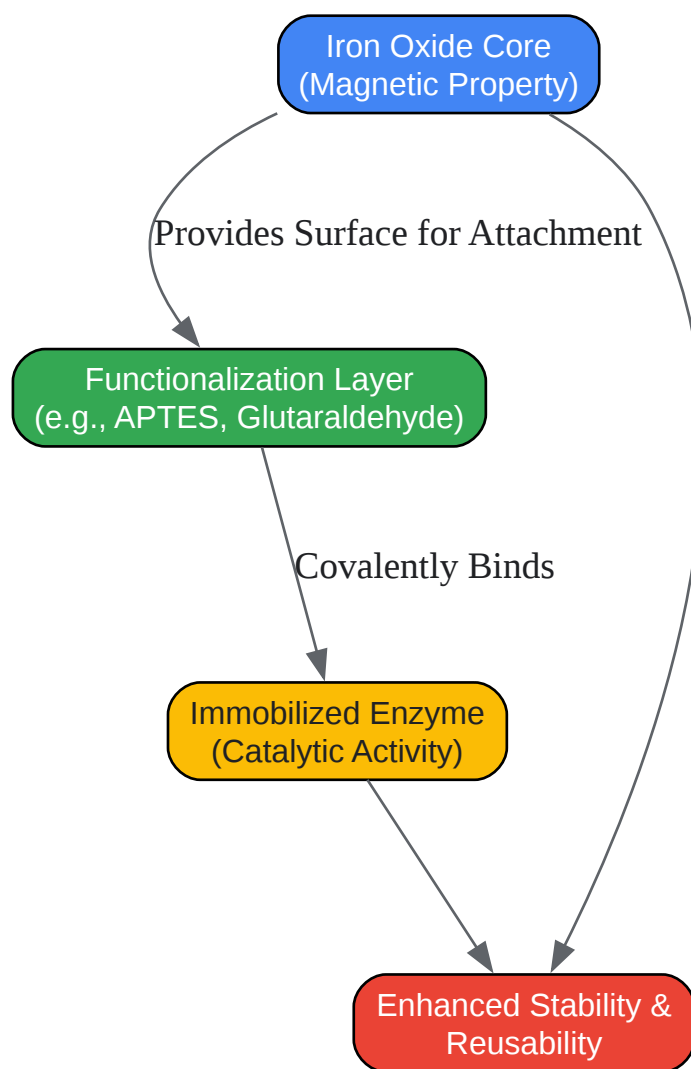 Iron Oxide Core
(Magnetic Property)
Provides Surface for Attachment
Functionalization Layer
(e.g., APTES, Glutaraldehyde)
Covalently Binds
Immobilized Enzyme
(Catalytic Activity)
Enhanced Stability &
Reusability